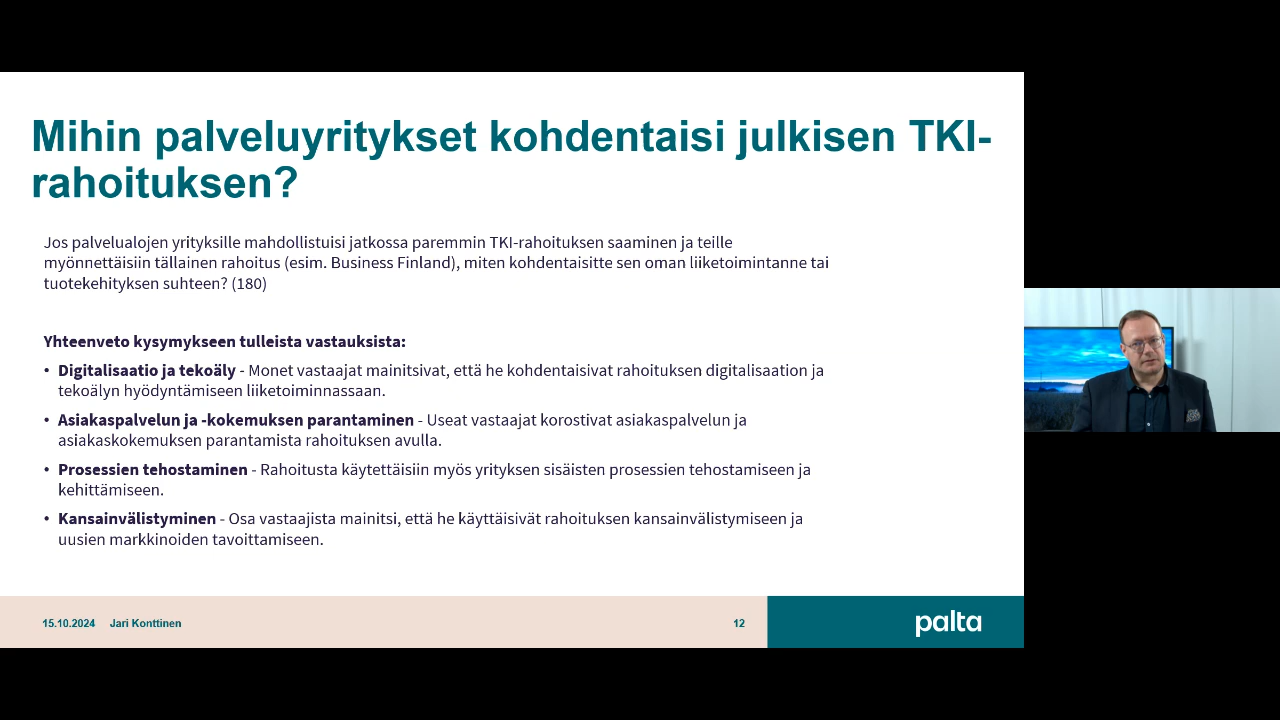 Mihin palveluyritykset kohdentaisi julkisen TKI-
rahoituksen?
Jos palvelualojen yrityksille mahdollistuisi jatkossa paremmin TKI-rahoituksen saaminen ja teille
myönnettäisiin tällainen rahoitus (esim. Business Finland), miten kohdentaisitte sen oman liiketoimintanne tai
tuotekehityksen suhteen? (180)
Yhteenveto kysymykseen tulleista vastauksista:
• Digitalisaatio ja tekoäly - Monet vastaajat mainitsivat, että he kohdentaisivat rahoituksen digitalisaation ja
tekoälyn hyödyntämiseen liiketoiminnassaan.
• Asiakaspalvelun ja -kokemuksen parantaminen - Useat vastaajat korostivat asiakaspalvelun ja
asiakaskokemuksen parantamista rahoituksen avulla.
• Prosessien tehostaminen - Rahoitusta käytettäisiin myös yrityksen sisäisten prosessien tehostamiseen ja
kehittämiseen.
• Kansainvälistyminen - Osa vastaajista mainitsi, että he käyttäisivät rahoituksen kansainvälistymiseen ja
uusien markkinoiden tavoittamiseen.
15.10.2024 Jari Konttinen 12
palta